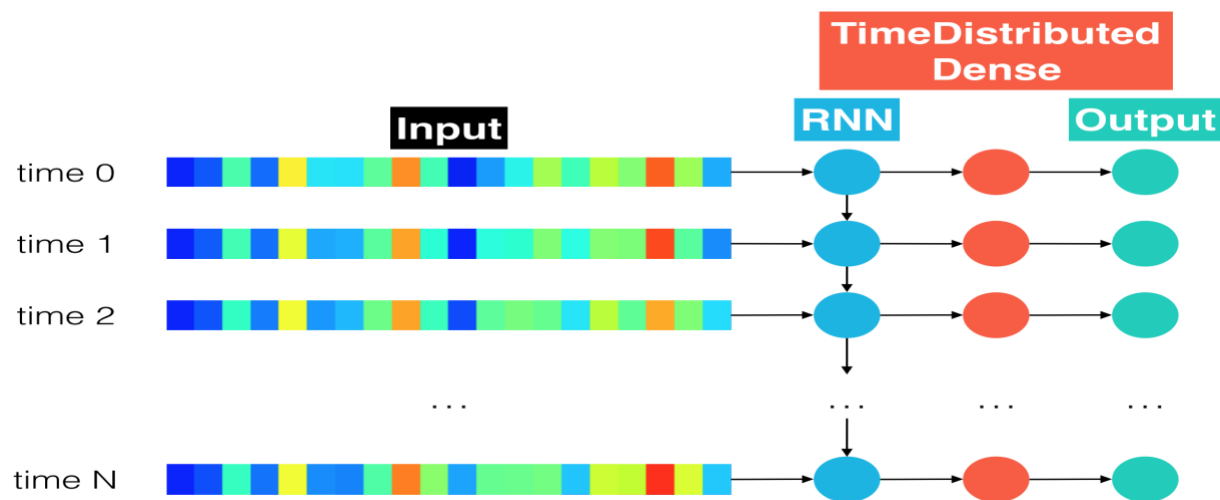 TimeDistributed
Dense
Input
RNN
Output
time 0
time 1
time 2
... ... ... ...
time N